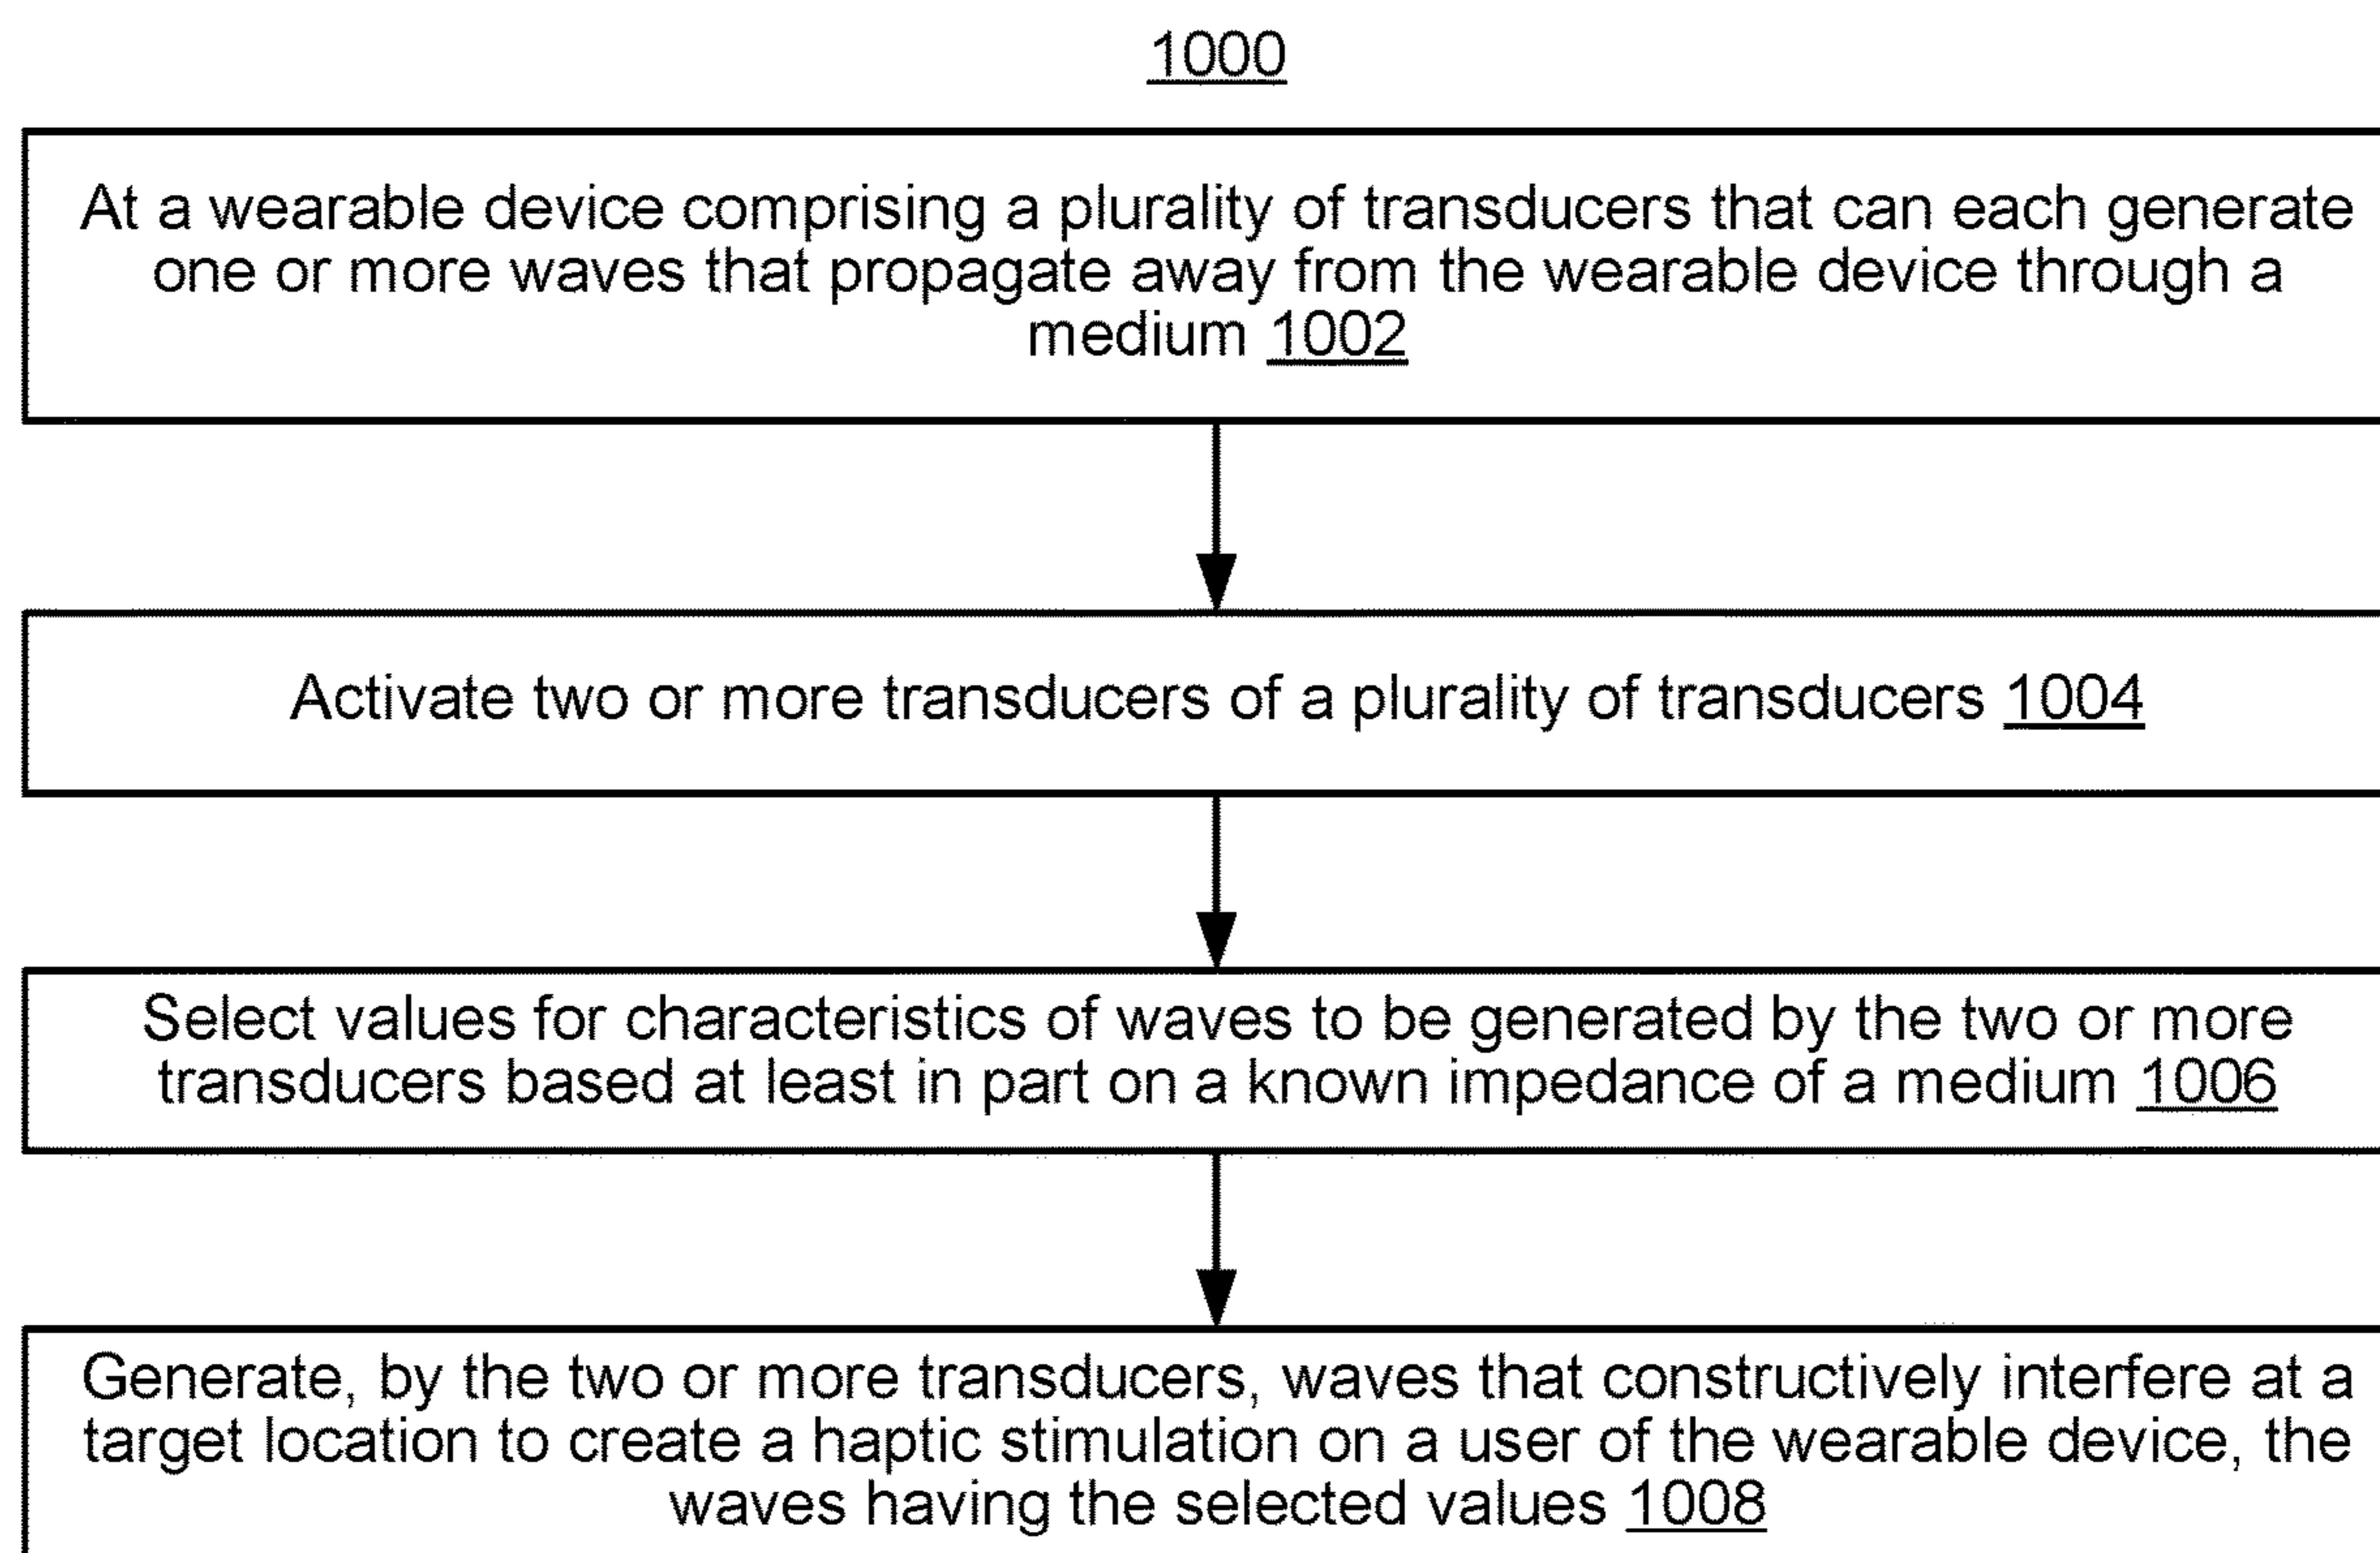 1000
At a wearable device comprising a plurality of transducers that can each generate
one or more waves that propagate away from the wearable device through a
medium 1002
Activate two or more transducers of a plurality of transducers 1004
Select values for characteristics of waves to be generated by the two or more
transducers based at least in part on a known impedance of a medium 1006
Generate, by the two or more transducers, waves that constructively interfere at a
target location to create a haptic stimulation on a user of the wearable device, the
waves having the selected values 1008